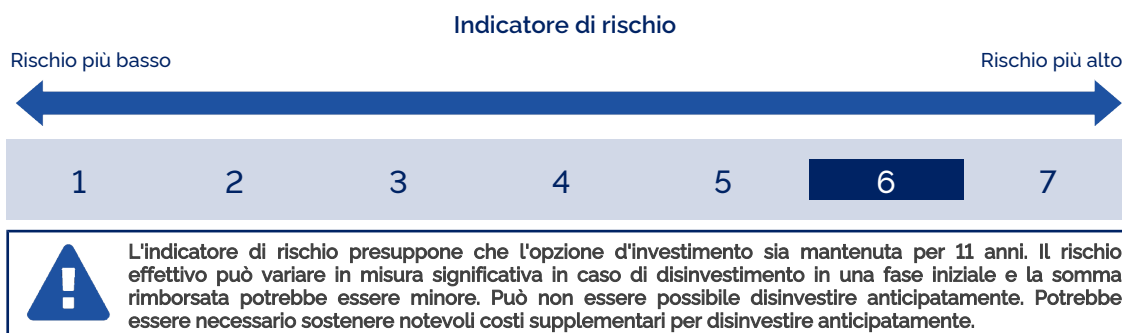 Indicatore di rischio
Rischio più basso
Rischio più alto
1 2 3 4 5 6 7
L'indicatore di rischio presuppone che l'opzione d'investimento sia mantenuta per 11 anni. Il rischio
effettivo può variare in misura significativa in caso di disinvestimento in una fase iniziale e la somma
rimborsata potrebbe essere minore. Può non essere possibile disinvestire anticipatamente. Potrebbe
essere necessario sostenere notevoli costi supplementari per disinvestire anticipatamente.